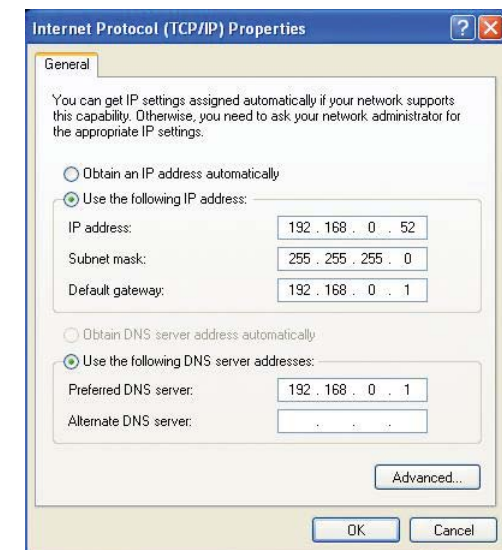 Internet Protocol (TCP/IP) Properties
General
You can get IP settings assigned automatically if your network supports
this capability. Otherwise, you need to ask your network administrator for
the appropriate IP settings.
Obtain an IP address automatically
Use the following IP address:
IP address: 192 . 168 . 0 . 52
Subnet mask: 255 . 255 . 255 . 0
Default gateway: 192 . 168 . 0 . 1
Obtain DNS server address automatically
Use the following DNS server addresses:
Preferred DNS server: 192 . 168 . 0 . 1
Alternate DNS server: . . .
Advanced...
OK Cancel